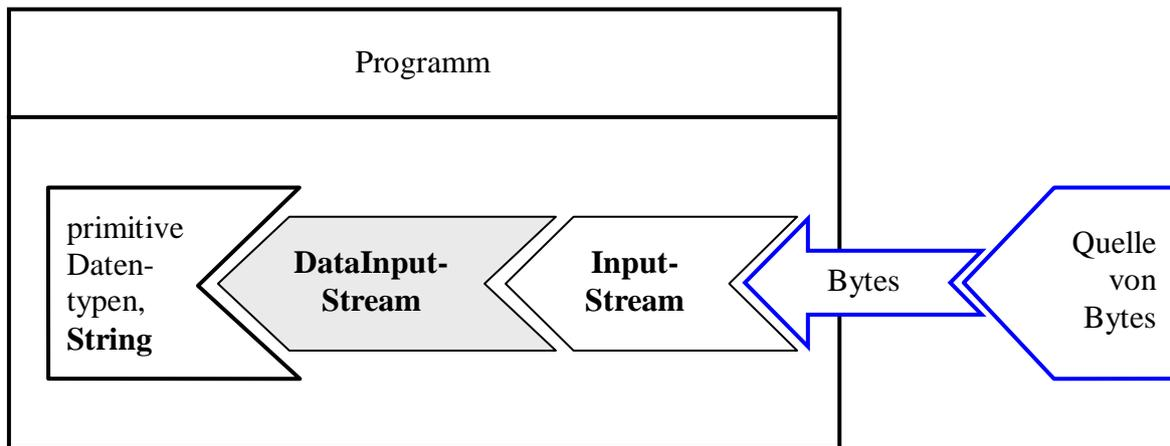 Programm
primitive
Daten-
typen,
String
DataInput-
Stream
Input-
Stream
Bytes
Quelle
von
Bytes